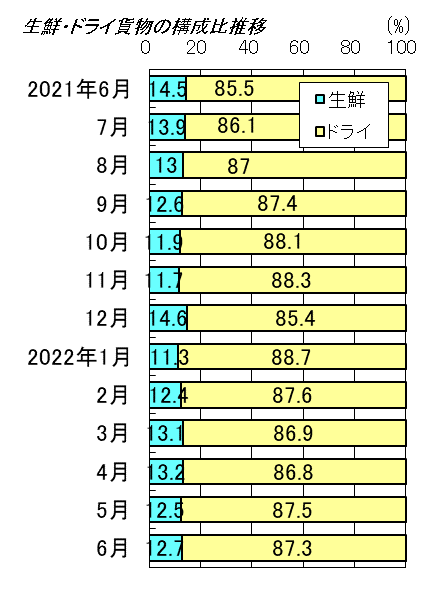 生鮮・ドライ貨物の構成比推移 (%)
0 20 40 60 80 100
2021年6月 14.5 85.5
7月 13.9 86.1
8月 13 87
9月 12.6 87.4
10月 11.9 88.1
11月 11.7 88.3
12月 14.6 85.4
2022年1月 11.3 88.7
2月 12.4 87.6
3月 13.1 86.9
4月 13.2 86.8
5月 12.5 87.5
6月 12.7 87.3
生鮮
ドライ